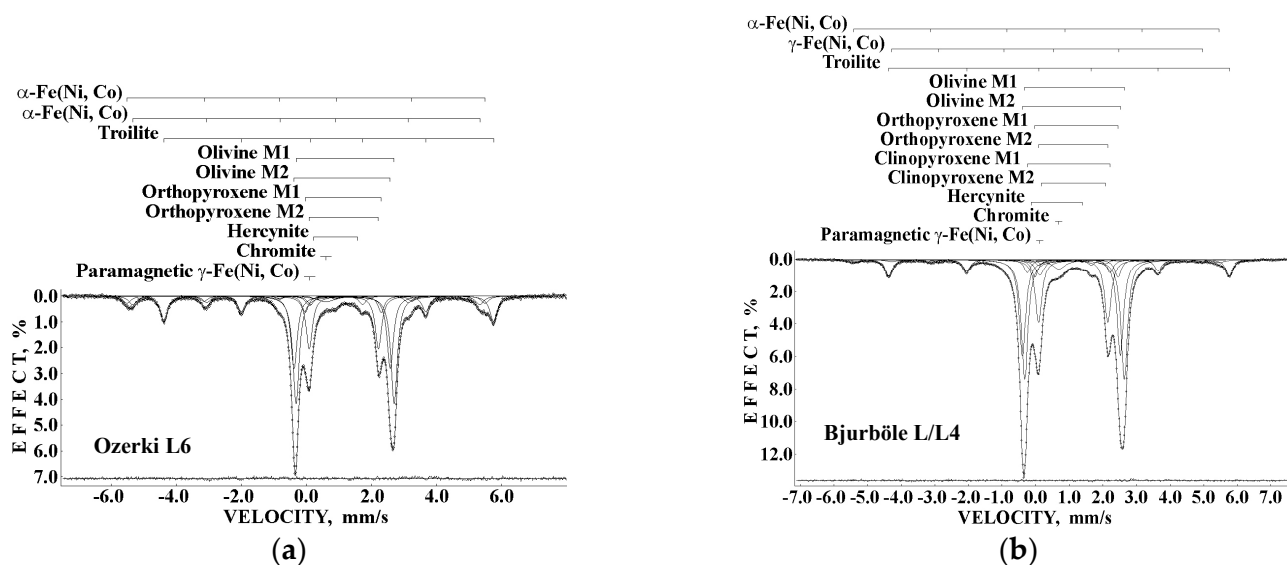 α-Fe(Ni, Co)
α-Fe(Ni, Co)
Troilite
Olivine M1
Olivine M2
Orthopyroxene M1
Orthopyroxene M2
Hercynite
Chromite
Paramagnetic γ-Fe(Ni, Co)
0.0
1.0
2.0
3.0
4.0
5.0
6.0
7.0
EFFECT, %
Ozerki L6
-6.0 -4.0 -2.0 0.0 2.0 4.0 6.0
VELOCITY, mm/s
(a)
α-Fe(Ni, Co)
γ-Fe(Ni, Co)
Troilite
Olivine M1
Olivine M2
Orthopyroxene M1
Orthopyroxene M2
Clinopyroxene M1
Clinopyroxene M2
Hercynite
Chromite
Paramagnetic γ-Fe(Ni, Co)
0.0
2.0
4.0
6.0
8.0
10.0
12.0
EFFECT, %
Bjurböle L/L4
-7.0 -5.0 -4.0 -3.0 -2.0 -1.0 0.0 1.0 2.0 3.0 4.0 5.0 6.0 7.0
VELOCITY, mm/s
(b)